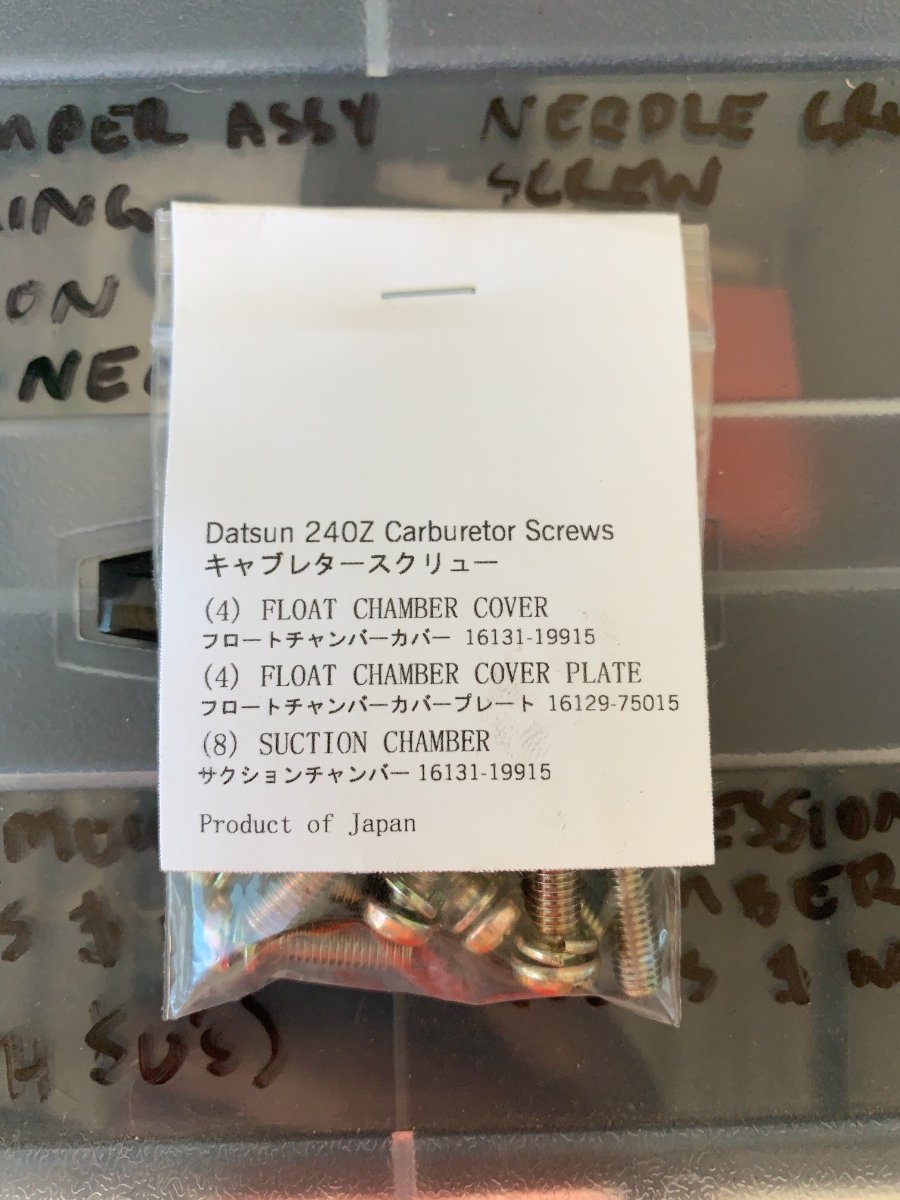 ASSY
NEEDLE
SCREW
Datsun 240Z Carburetor Screws
キャブレタースクリュー
(4) FLOAT CHAMBER COVER
フロートチャンバーカバー 16131-19915
(4) FLOAT CHAMBER COVER PLATE
フロートチャンバーカバープレート 16129-75015
(8) SUCTION CHAMBER
サクションチャンバー 16131-19915
Product of Japan
SU'S)